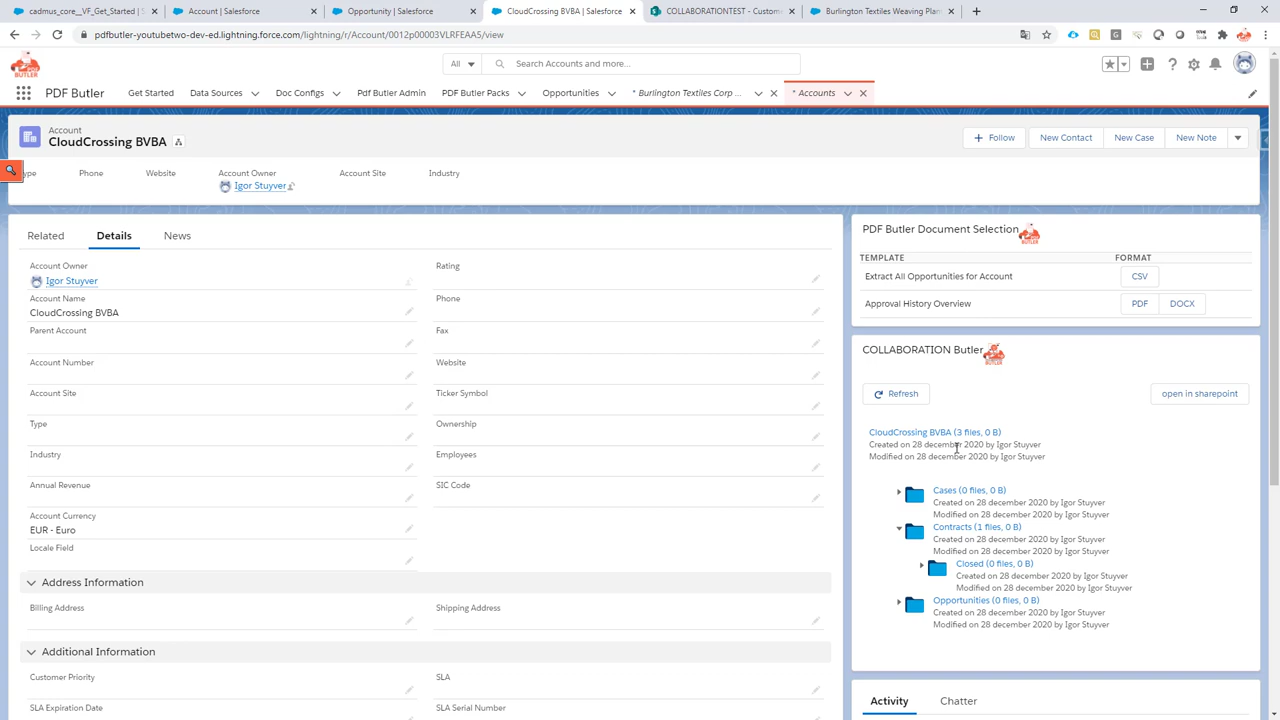 cadmus_core__VF_Get_Started | S
Account | Salesforce
Opportunity | Salesforce
CloudCrossing BVBA | Salesforce
COLLABORATIONTEST - Custome
Burlington Textiles Weaving Plan
pdfbutler-youtubetwo-dev-ed.lightning.force.com/lightning/r/Account/0012p00003VLRFEAA5/view
BUTLER
All
Search Accounts and more...
PDF Butler
Get Started
Data Sources
Doc Configs
Pdf Butler Admin
PDF Butler Packs
Opportunities
* Burlington Textiles Corp ...
* Accounts
Account
CloudCrossing BVBA
Follow
New Contact
New Case
New Note
ype
Phone
Website
Account Owner
Igor Stuyver
Account Site
Industry
Related
Details
News
Account Owner
Igor Stuyver
Rating
Account Name
CloudCrossing BVBA
Phone
Parent Account
Fax
Account Number
Website
Account Site
Ticker Symbol
Type
Ownership
Industry
Employees
Annual Revenue
SIC Code
Account Currency
EUR - Euro
Locale Field
Address Information
Billing Address
Shipping Address
Additional Information
Customer Priority
SLA
SLA Expiration Date
SLA Serial Number
PDF Butler Document Selection
TEMPLATE
FORMAT
Extract All Opportunities for Account
CSV
Approval History Overview
PDF
DOCX
COLLABORATION Butler
Refresh
open in sharepoint
CloudCrossing BVBA (3 files, 0 B)
Created on 28 december 2020 by Igor Stuyver
Modified on 28 december 2020 by Igor Stuyver
Cases (0 files, 0 B)
Created on 28 december 2020 by Igor Stuyver
Modified on 28 december 2020 by Igor Stuyver
Contracts (1 files, 0 B)
Created on 28 december 2020 by Igor Stuyver
Modified on 28 december 2020 by Igor Stuyver
Closed (0 files, 0 B)
Created on 28 december 2020 by Igor Stuyver
Modified on 28 december 2020 by Igor Stuyver
Opportunities (0 files, 0 B)
Created on 28 december 2020 by Igor Stuyver
Modified on 28 december 2020 by Igor Stuyver
Activity
Chatter